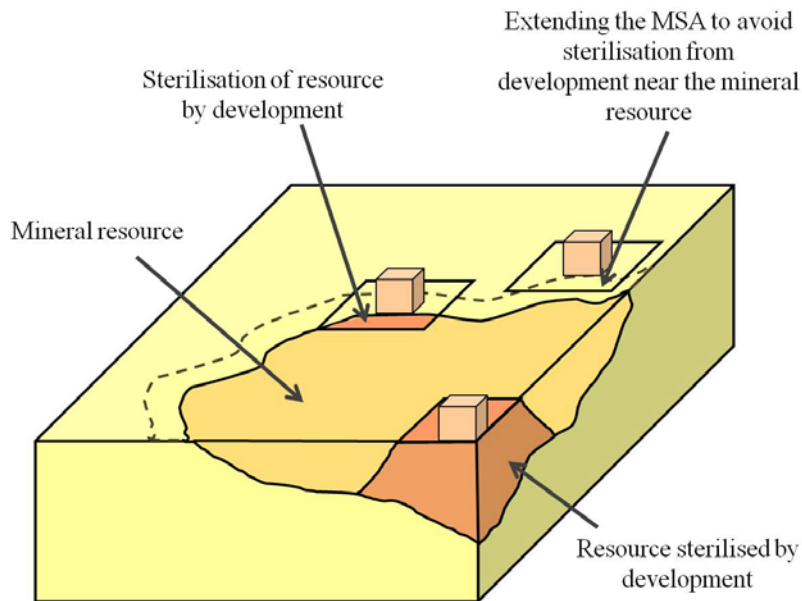 Extending the MSA to avoid
sterilisation from
development near the mineral
resource
Sterilisation of resource
by development
Mineral resource
Resource sterilised by
development